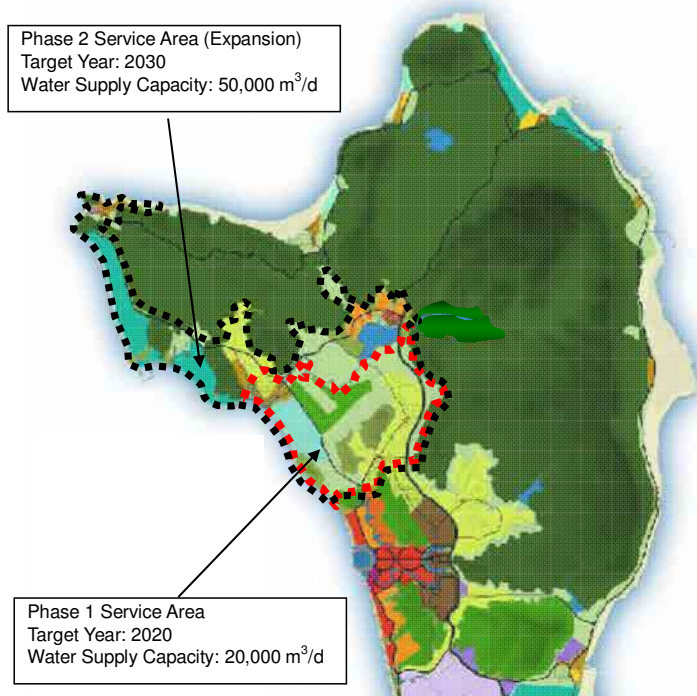 Phase 2 Service Area (Expansion)
Target Year: 2030
Water Supply Capacity: 50,000 m³/d
Phase 1 Service Area
Target Year: 2020
Water Supply Capacity: 20,000 m³/d